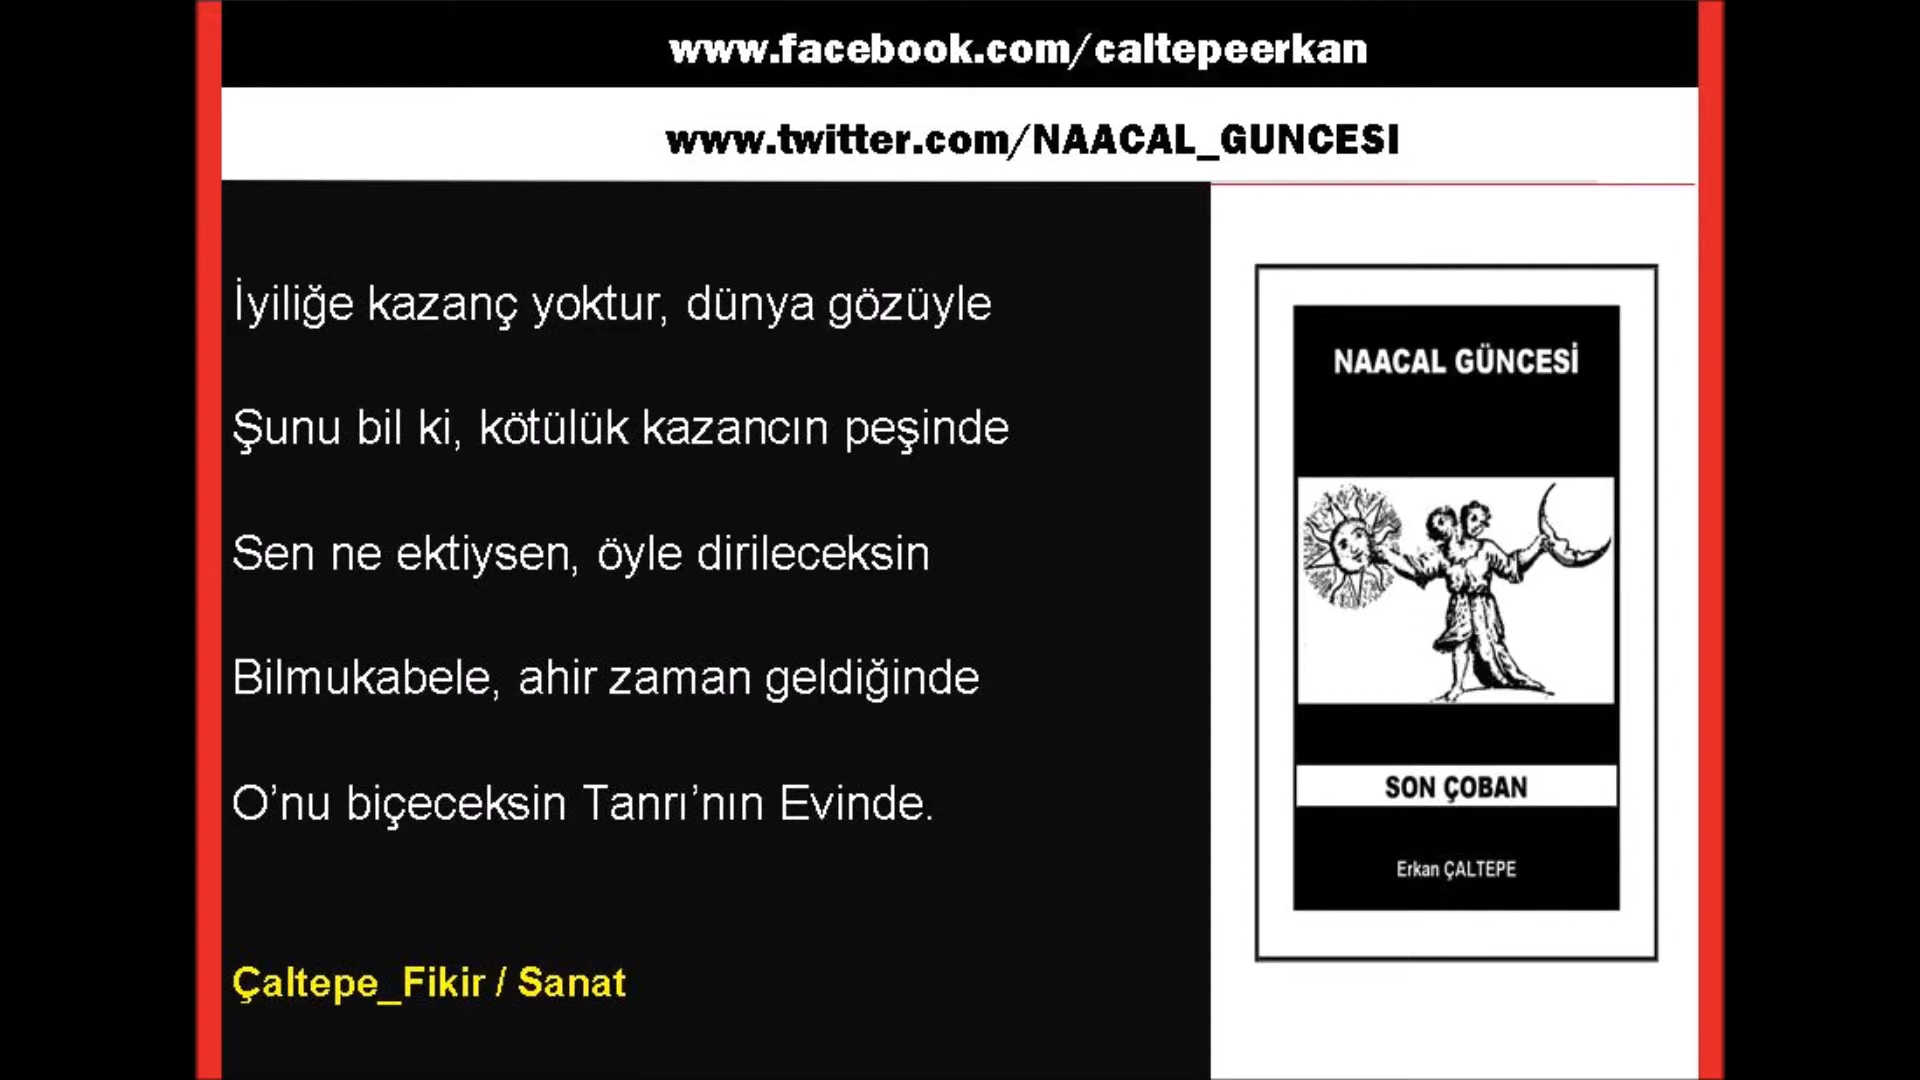 www.facebook.com/caltepeerkan
www.twitter.com/NAACAL_GUNCESI
İyiliğe kazanç yoktur, dünya gözüyle
Şunu bil ki, kötülük kazancın peşinde
Sen ne ektiysen, öyle dirileceksin
Bilmukabele, ahir zaman geldiğinde
O’nu biçeceksin Tanrı’nın Evinde.
Çaltepe_Fikir / Sanat
NAACAL GÜNCESİ
SON ÇOBAN
Erkan ÇALTEPE